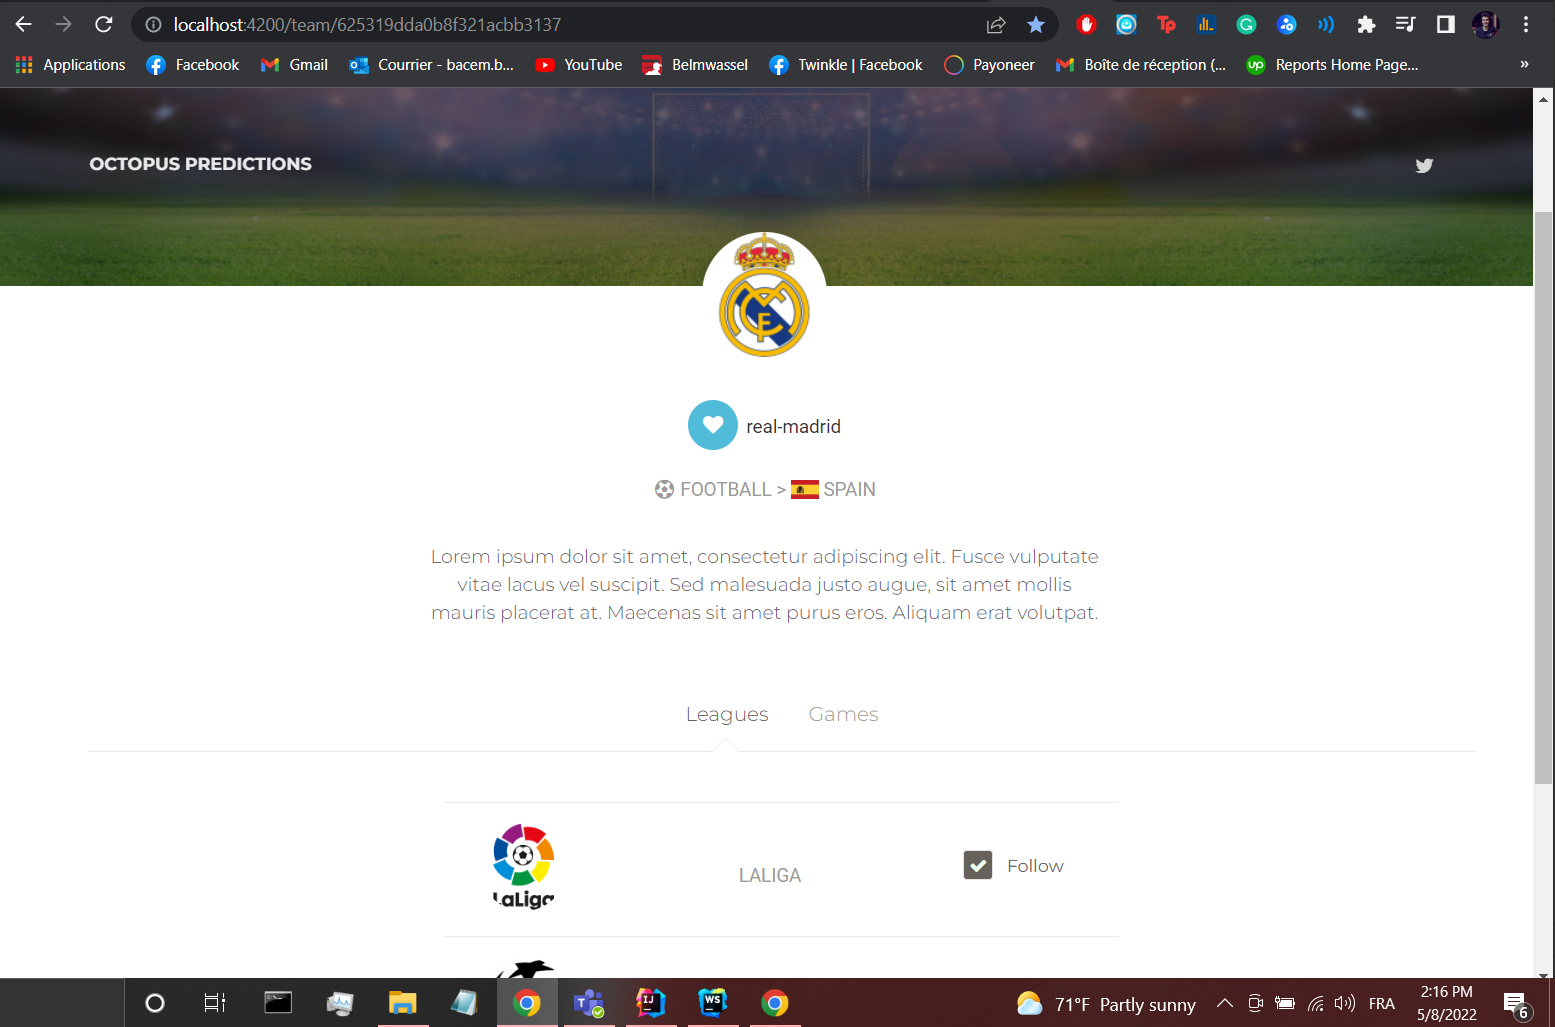 localhost:4200/team/625319dda0b8f321acbb3137
Applications Facebook Gmail Courrier - bacem.b... YouTube Belmwassel Twinkle | Facebook Payoneer Boîte de réception (... Reports Home Page... »
OCTOPUS PREDICTIONS
real-madrid
FOOTBALL > SPAIN
Lorem ipsum dolor sit amet, consectetur adipiscing elit. Fusce vulputate
vitae lacus vel suscipit. Sed malesuada justo augue, sit amet mollis
mauris placerat at. Maecenas sit amet purus eros. Aliquam erat volutpat.
Leagues Games
LaLiga
LALIGA
Follow
71°F Partly sunny
FRA
2:16 PM
5/8/2022
6